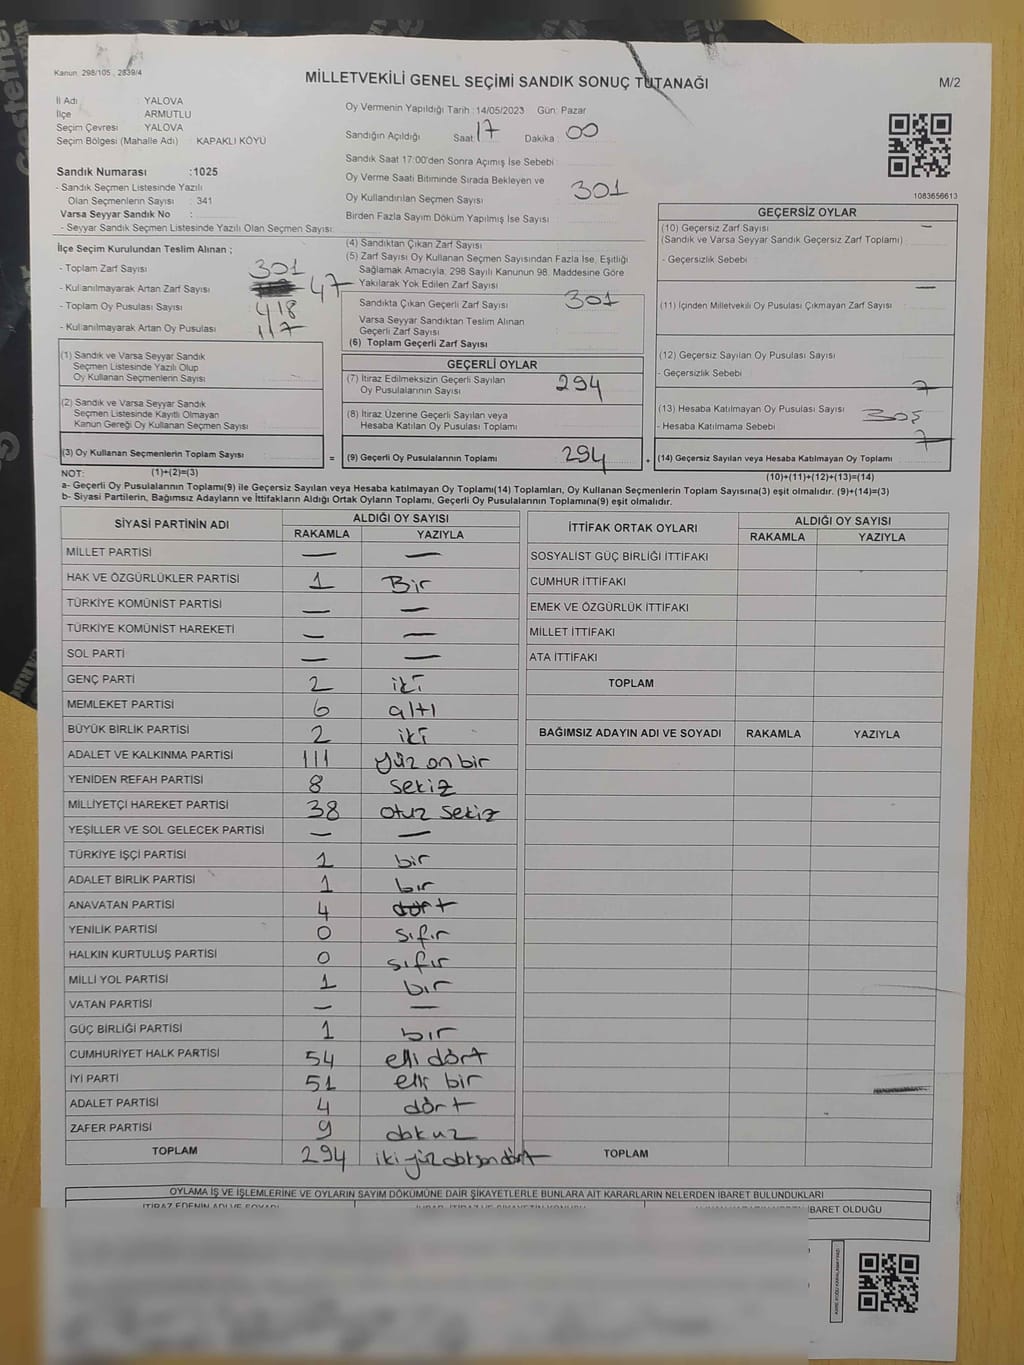 Kanun 298/105 , 2839/4
MİLLETVEKİLİ GENEL SEÇİMİ SANDIK SONUÇ TUTANAĞI
M/2
İl Adı : YALOVA
İlçe : ARMUTLU
Seçim Çevresi : YALOVA
Seçim Bölgesi (Mahalle Adı) : KAPAKLI KÖYÜ
Sandık Numarası :1025
- Sandık Seçmen Listesinde Yazılı
Olan Seçmenlerin Sayısı : 341
Varsa Seyyar Sandık No :
- Seyyar Sandık Seçmen Listesinde Yazılı Olan Seçmen Sayısı:
Oy Vermenin Yapıldığı Tarih : 14/05/2023 Gün: Pazar
Sandığın Açıldığı Saat: 17 Dakika : 00
Sandık Saat 17:00'den Sonra Açımış İse Sebebi
Oy Verme Saati Bitiminde Sırada Bekleyen ve
Oy Kullandırılan Seçmen Sayısı : 301
Birden Fazla Sayım Döküm Yapılmış İse Sayısı :
1083656613
İlçe Seçim Kurulundan Teslim Alınan ;
- Toplam Zarf Sayısı 301
- Kullanılmayarak Artan Zarf Sayısı 47
- Toplam Oy Pusulası Sayısı 418
- Kullanılmayarak Artan Oy Pusulası 117
(1) Sandık ve Varsa Seyyar Sandık
Seçmen Listesinde Yazılı Olup
Oy Kullanan Seçmenlerin Sayısı
(2) Sandık ve Varsa Seyyar Sandık
Seçmen Listesinde Kayıtlı Olmayan
Kanun Gereği Oy Kullanan Seçmen Sayısı
(3) Oy Kullanan Seçmenlerin Toplam Sayısı
(4) Sandıktan Çıkan Zarf Sayısı
(5) Zarf Sayısı Oy Kullanan Seçmen Sayısından Fazla İse, Eşitliği
Sağlamak Amacıyla, 298 Sayılı Kanunun 98. Maddesine Göre
Yakılarak Yok Edilen Zarf Sayısı
Sandıkta Çıkan Geçerli Zarf Sayısı 301
Varsa Seyyar Sandıktan Teslim Alınan
Geçerli Zarf Sayısı
(6) Toplam Geçerli Zarf Sayısı
GEÇERLİ OYLAR
(7) İtiraz Edilmeksizin Geçerli Sayılan
Oy Pusulalarının Sayısı 294
(8) İtiraz Üzerine Geçerli Sayılan veya
Hesaba Katılan Oy Pusulası Toplamı
= (9) Geçerli Oy Pusulalarının Toplamı 294 +
GEÇERSİZ OYLAR
(10) Geçersiz Zarf Sayısı —
(Sandık ve Varsa Seyyar Sandık Geçersiz Zarf Toplamı)
- Geçersizlik Sebebi
(11) İçinden Milletvekili Oy Pusulası Çıkmayan Zarf Sayısı —
(12) Geçersiz Sayılan Oy Pusulası Sayısı
- Geçersizlik Sebebi 7
(13) Hesaba Katılmayan Oy Pusulası Sayısı
- Hesaba Katılmama Sebebi 7
(14) Geçersiz Sayılan veya Hesaba Katılmayan Oy Toplamı
NOT: (1)+(2)=(3) (10)+(11)+(12)+(13)=(14)
a- Geçerli Oy Pusulalarının Toplamı(9) ile Geçersiz Sayılan veya Hesaba katılmayan Oy Toplamı(14) Toplamları, Oy Kullanan Seçmenlerin Toplam Sayısına(3) eşit olmalıdır. (9)+(14)=(3)
b- Siyasi Partilerin, Bağımsız Adayların ve İttifakların Aldığı Ortak Oyların Toplamı, Geçerli Oy Pusulalarının Toplamına(9) eşit olmalıdır.
SİYASİ PARTİNİN ADI ALDIĞI OY SAYISI
RAKAMLA YAZIYLA
MİLLET PARTİSİ — —
HAK VE ÖZGÜRLÜKLER PARTİSİ 1 Bir
TÜRKİYE KOMÜNİST PARTİSİ — —
TÜRKİYE KOMÜNİST HAREKETİ — —
SOL PARTİ — —
GENÇ PARTİ 2 iki
MEMLEKET PARTİSİ 6 altı
BÜYÜK BİRLİK PARTİSİ 2 iki
ADALET VE KALKINMA PARTİSİ 111 yüz on bir
YENİDEN REFAH PARTİSİ 8 sekiz
MİLLİYETÇİ HAREKET PARTİSİ 38 otuz sekiz
YEŞİLLER VE SOL GELECEK PARTİSİ — —
TÜRKİYE İŞÇİ PARTİSİ 1 bir
ADALET BİRLİK PARTİSİ 1 bir
ANAVATAN PARTİSİ 4 dört
YENİLİK PARTİSİ 0 sıfır
HALKIN KURTULUŞ PARTİSİ 0 sıfır
MİLLİ YOL PARTİSİ 1 bir
VATAN PARTİSİ — —
GÜÇ BİRLİĞİ PARTİSİ 1 bir
CUMHURİYET HALK PARTİSİ 54 elli dört
İYİ PARTİ 51 elli bir
ADALET PARTİSİ 4 dört
ZAFER PARTİSİ 9 dokuz
TOPLAM 294 iki yüz doksan dört
İTTİFAK ORTAK OYLARI ALDIĞI OY SAYISI
RAKAMLA YAZIYLA
SOSYALİST GÜÇ BİRLİĞİ İTTİFAKI
CUMHUR İTTİFAKI
EMEK VE ÖZGÜRLÜK İTTİFAKI
MİLLET İTTİFAKI
ATA İTTİFAKI
TOPLAM
BAĞIMSIZ ADAYIN ADI VE SOYADI RAKAMLA YAZIYLA
TOPLAM
OYLAMA İŞ VE İŞLEMLERİNE VE OYLARIN SAYIM DÖKÜMÜNE DAİR ŞİKAYETLERLE BUNLARA AİT KARARLARIN NELERDEN İBARET BULUNDUKLARI
İTİRAZ EDENİN ADI VE SOYADI
İBARET OLDUĞU